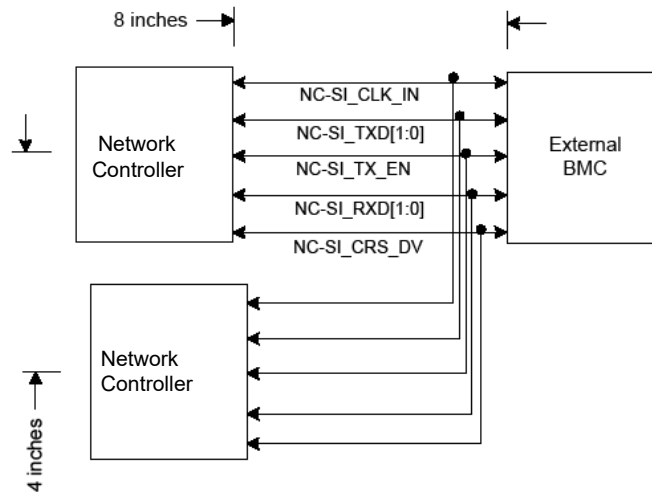 8 inches
NC-SI_CLK_IN
Network
Controller
NC-SI_TXD[1:0]
External
BMC
NC-SI_TX_EN
NC-SI_RXD[1:0]
NC-SI_CRS_DV
Network
Controller
4 inches